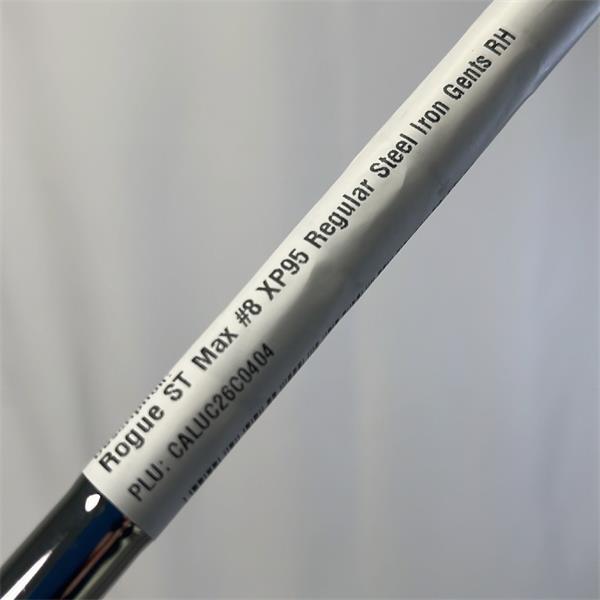 Rogue ST Max #8 XP95 Regular Steel Iron Gents RH
PLU: CALUC26C0404